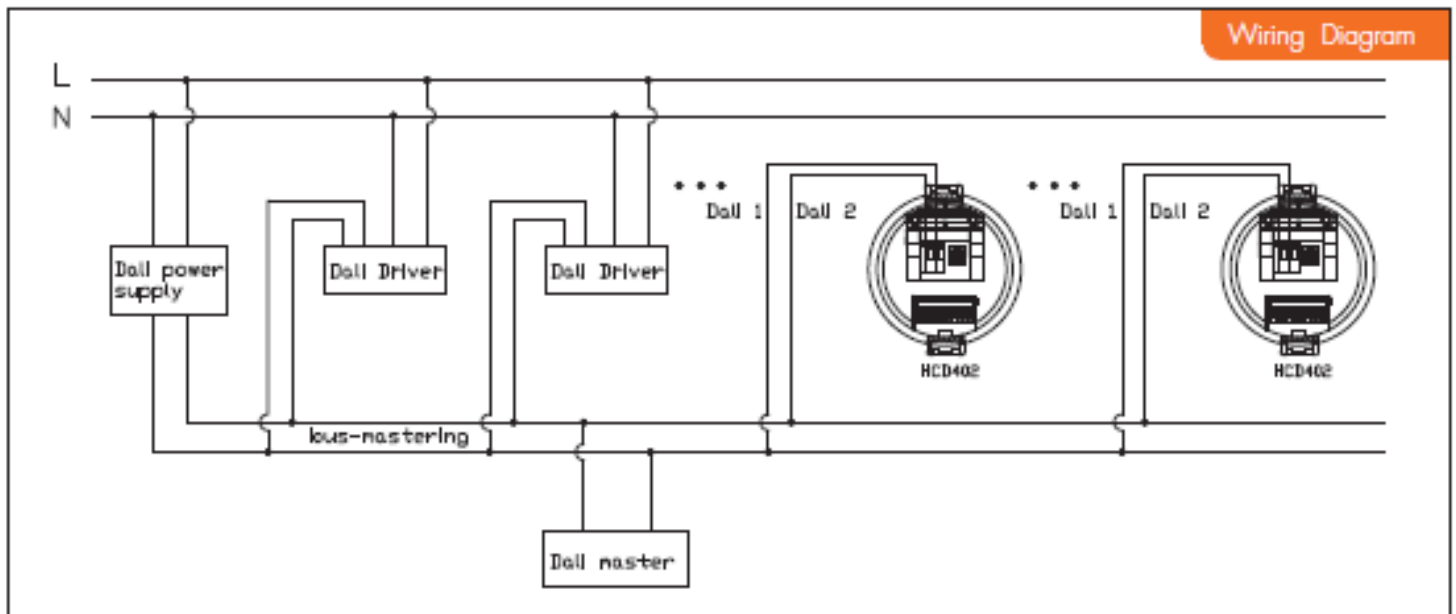 Wiring Diagram
L
N
Dali 1
Dali 2
Dali 1
Dali 2
Dali power
supply
Dali Driver
Dali Driver
HCD402
HCD402
bus-mastering
Dali master